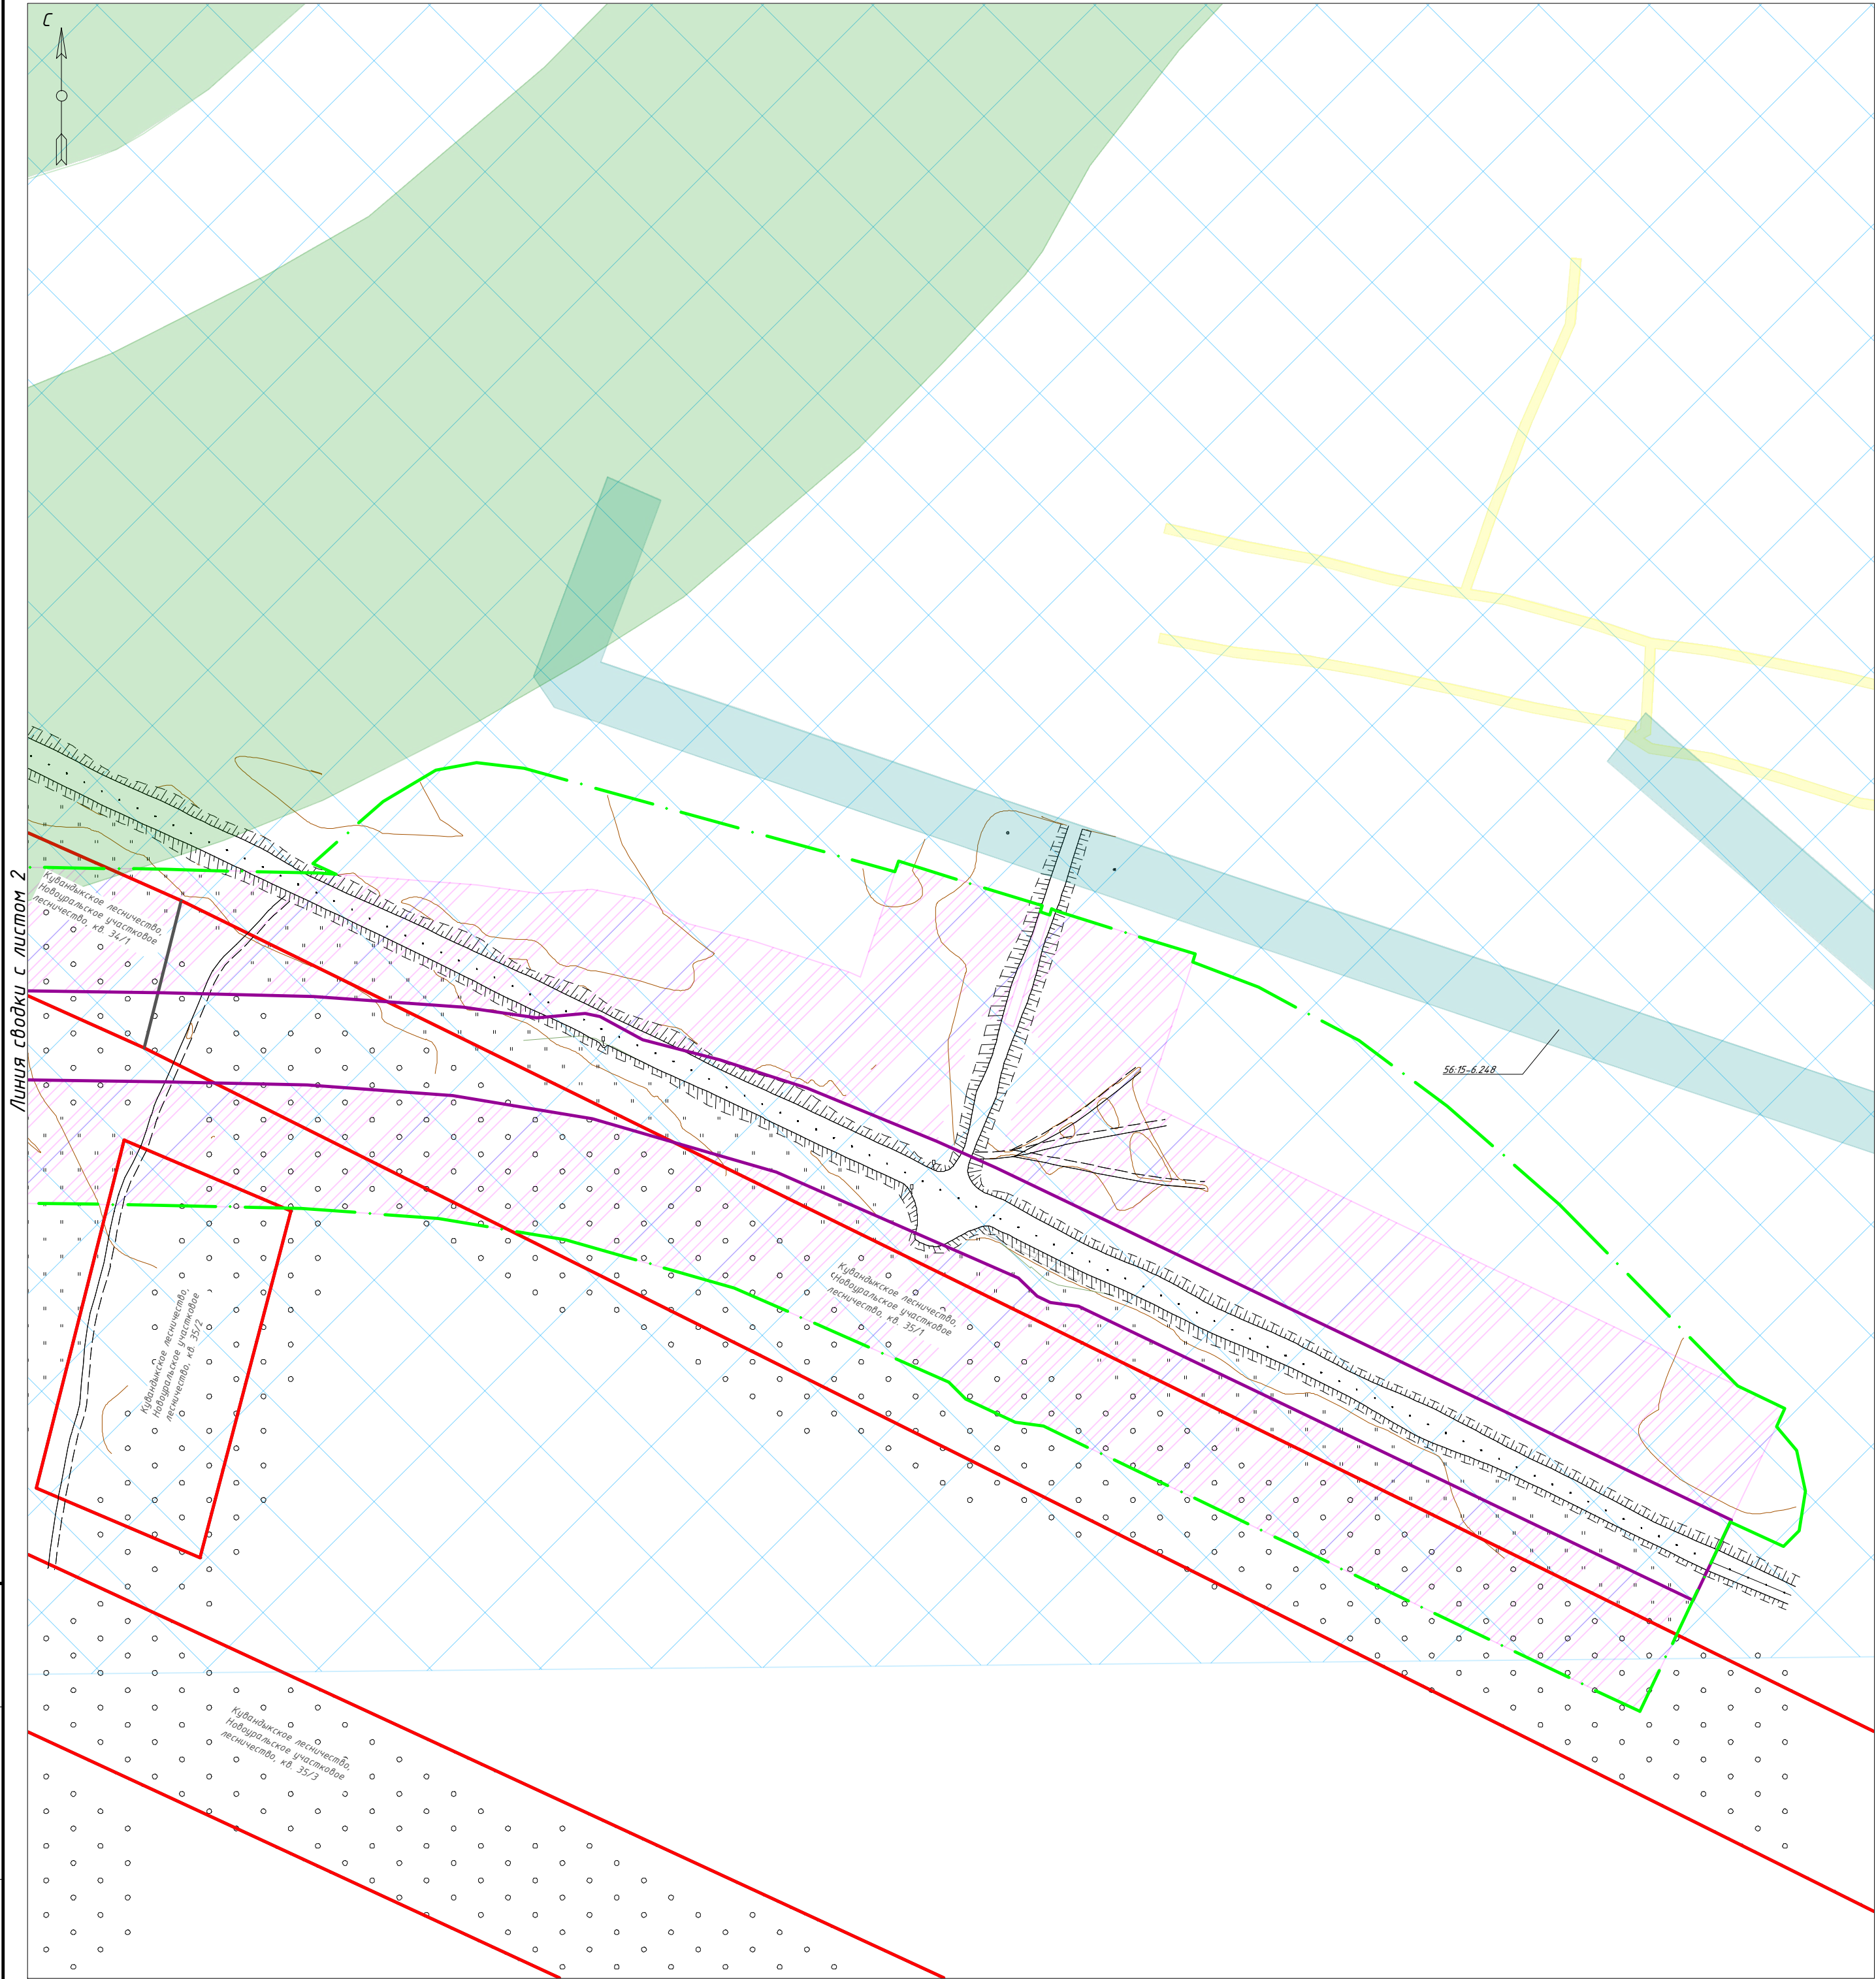 С
Линия сводки с листом 2
Кувандыкское лесничество,
Новоуральское участковое
лесничество, кв. 34/1
56:15-6.248
Кувандыкское лесничество,
Новоуральское участковое
лесничество, кв. 35/1
Кувандыкское лесничество,
Новоуральское участковое
лесничество, кв. 35/2
Кувандыкское лесничество,
Новоуральское участковое
лесничество, кв. 35/3